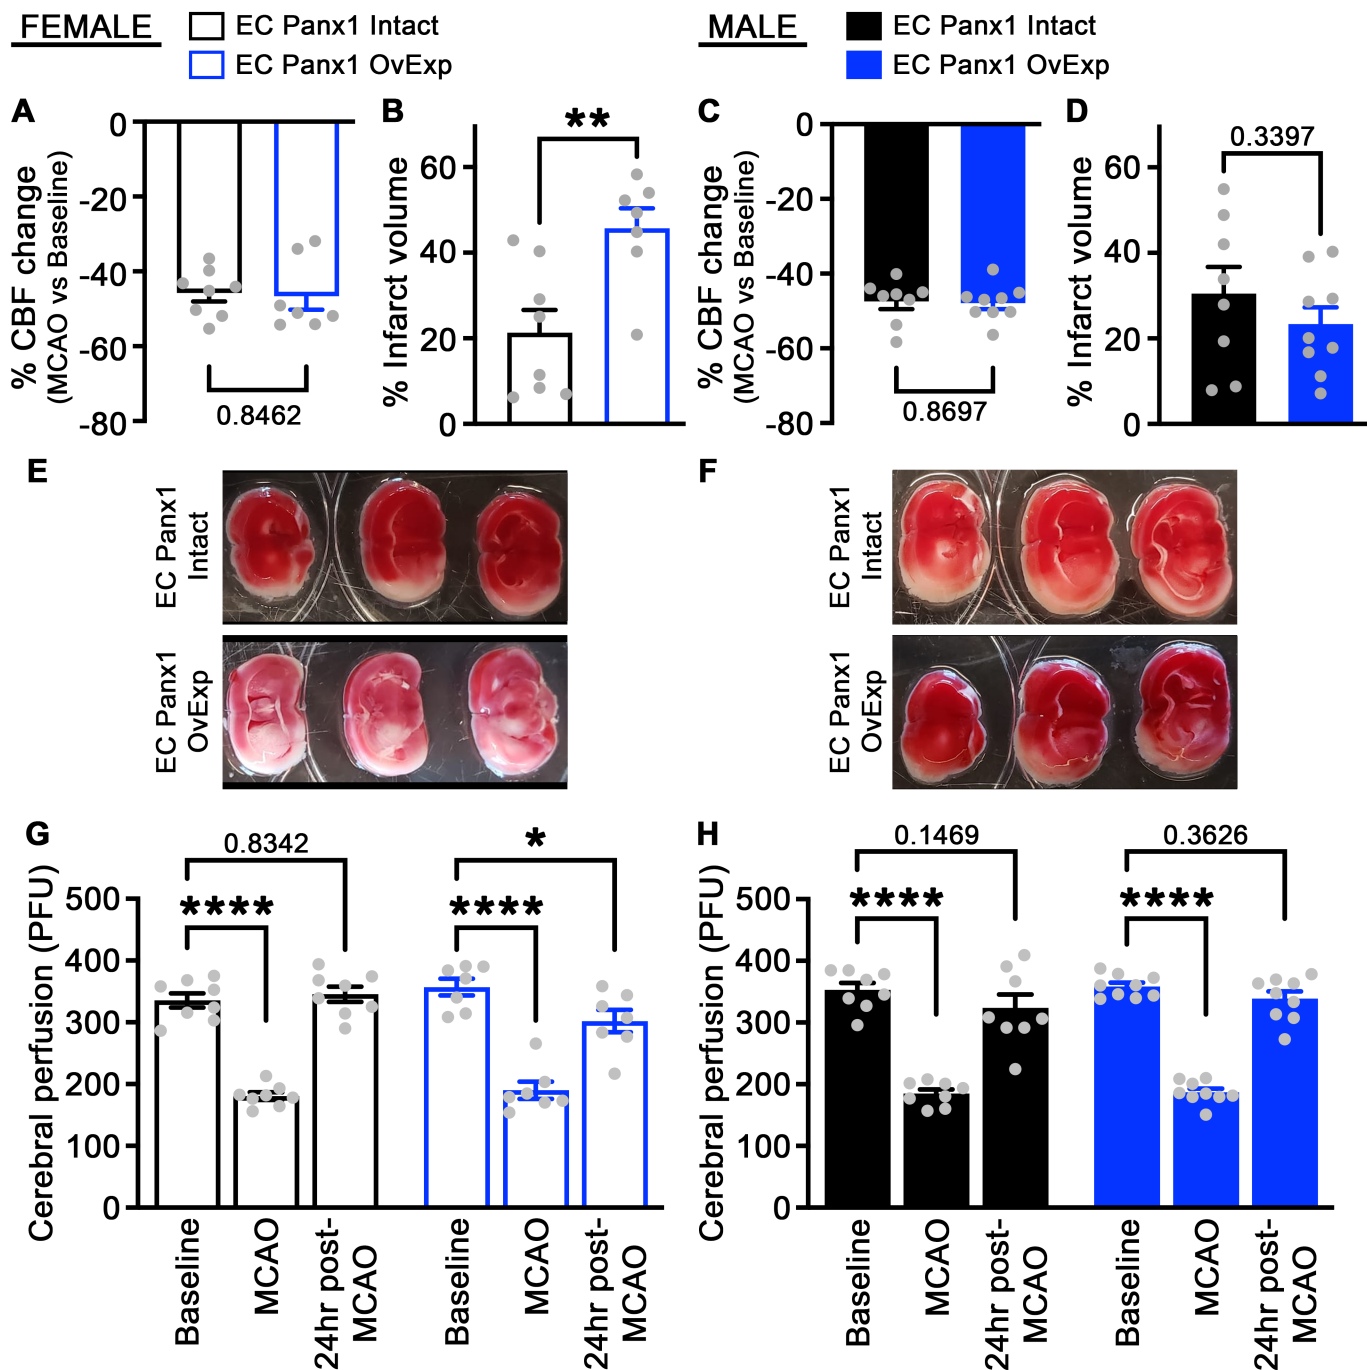 FEMALE
EC Panx1 Intact
EC Panx1 OvExp
MALE
EC Panx1 Intact
EC Panx1 OvExp
A
% CBF change
(MCAO vs Baseline)
0
-20
-40
-60
-80
0.8462
B
% Infarct volume
60
40
20
0
**
C
% CBF change
(MCAO vs Baseline)
0
-20
-40
-60
-80
0.8697
D
% Infarct volume
60
40
20
0
0.3397
E
EC Panx1
Intact
EC Panx1
OvExp
F
EC Panx1
Intact
EC Panx1
OvExp
G
Cerebral perfusion (PFU)
500
400
300
200
100
0
0.8342
****
*
****
Baseline
MCAO
24hr post-
MCAO
Baseline
MCAO
24hr post-
MCAO
H
Cerebral perfusion (PFU)
500
400
300
200
100
0
0.1469
****
0.3626
****
Baseline
MCAO
24hr post-
MCAO
Baseline
MCAO
24hr post-
MCAO